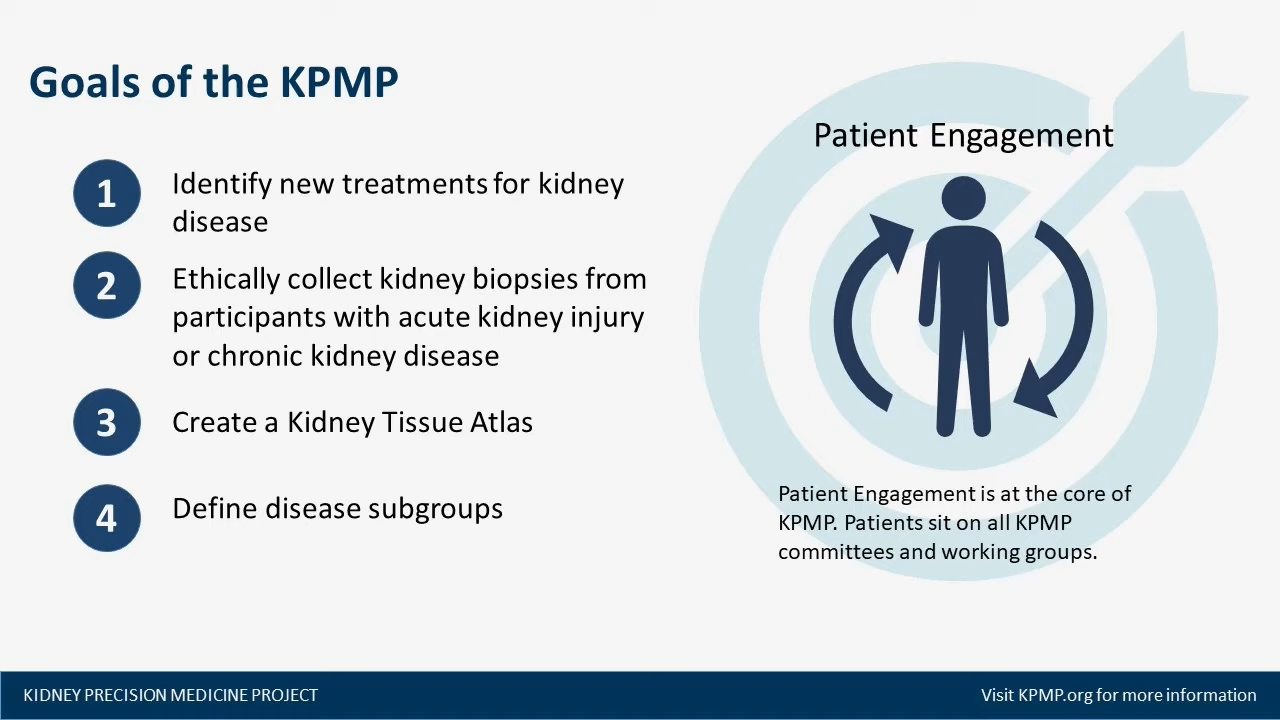 Goals of the KPMP
1
Identify new treatments for kidney
disease
2
Ethically collect kidney biopsies from
participants with acute kidney injury
or chronic kidney disease
3
Create a Kidney Tissue Atlas
4
Define disease subgroups
Patient Engagement
Patient Engagement is at the core of
KPMP. Patients sit on all KPMP
committees and working groups.
KIDNEY PRECISION MEDICINE PROJECT
Visit KPMP.org for more information